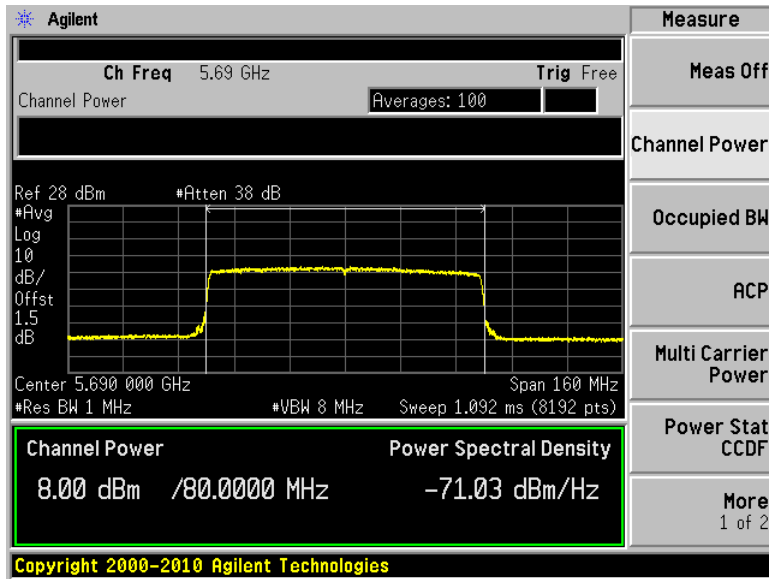 Agilent
Measure
Ch Freq 5.69 GHz Trig Free
Meas Off
Channel Power Averages: 100
Channel Power
Ref 28 dBm #Atten 38 dB
#Avg
Log
10
dB/
Offst
1.5
dB
Occupied BW
ACP
Multi Carrier
Power
Center 5.690 000 GHz Span 160 MHz
#Res BW 1 MHz #VBW 8 MHz Sweep 1.092 ms (8192 pts)
Power Stat
CCDF
Channel Power Power Spectral Density
8.00 dBm /80.0000 MHz -71.03 dBm/Hz
More
1 of 2
Copyright 2000-2010 Agilent Technologies